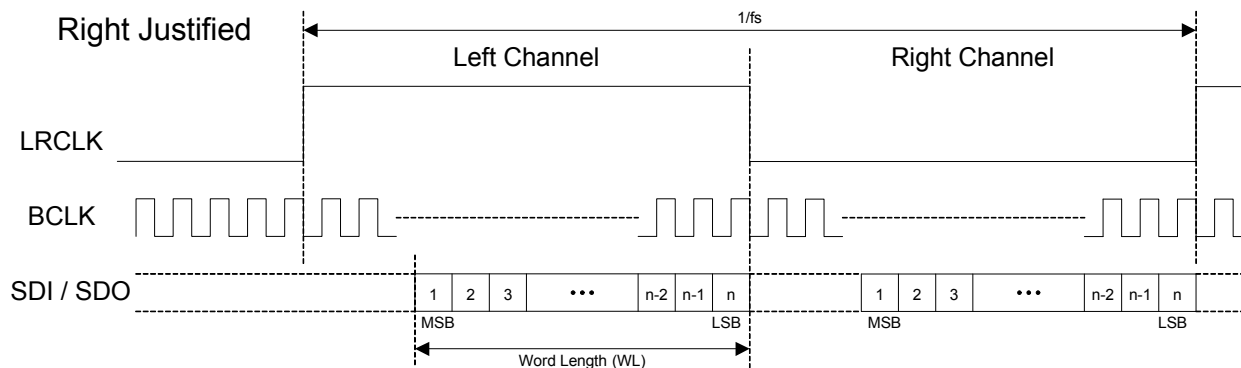 Right Justified
1/fs
Left Channel
Right Channel
LRCLK
BCLK
SDI / SDO
1 2 3 ••• n-2 n-1 n
1 2 3 ••• n-2 n-1 n
MSB LSB
MSB LSB
Word Length (WL)